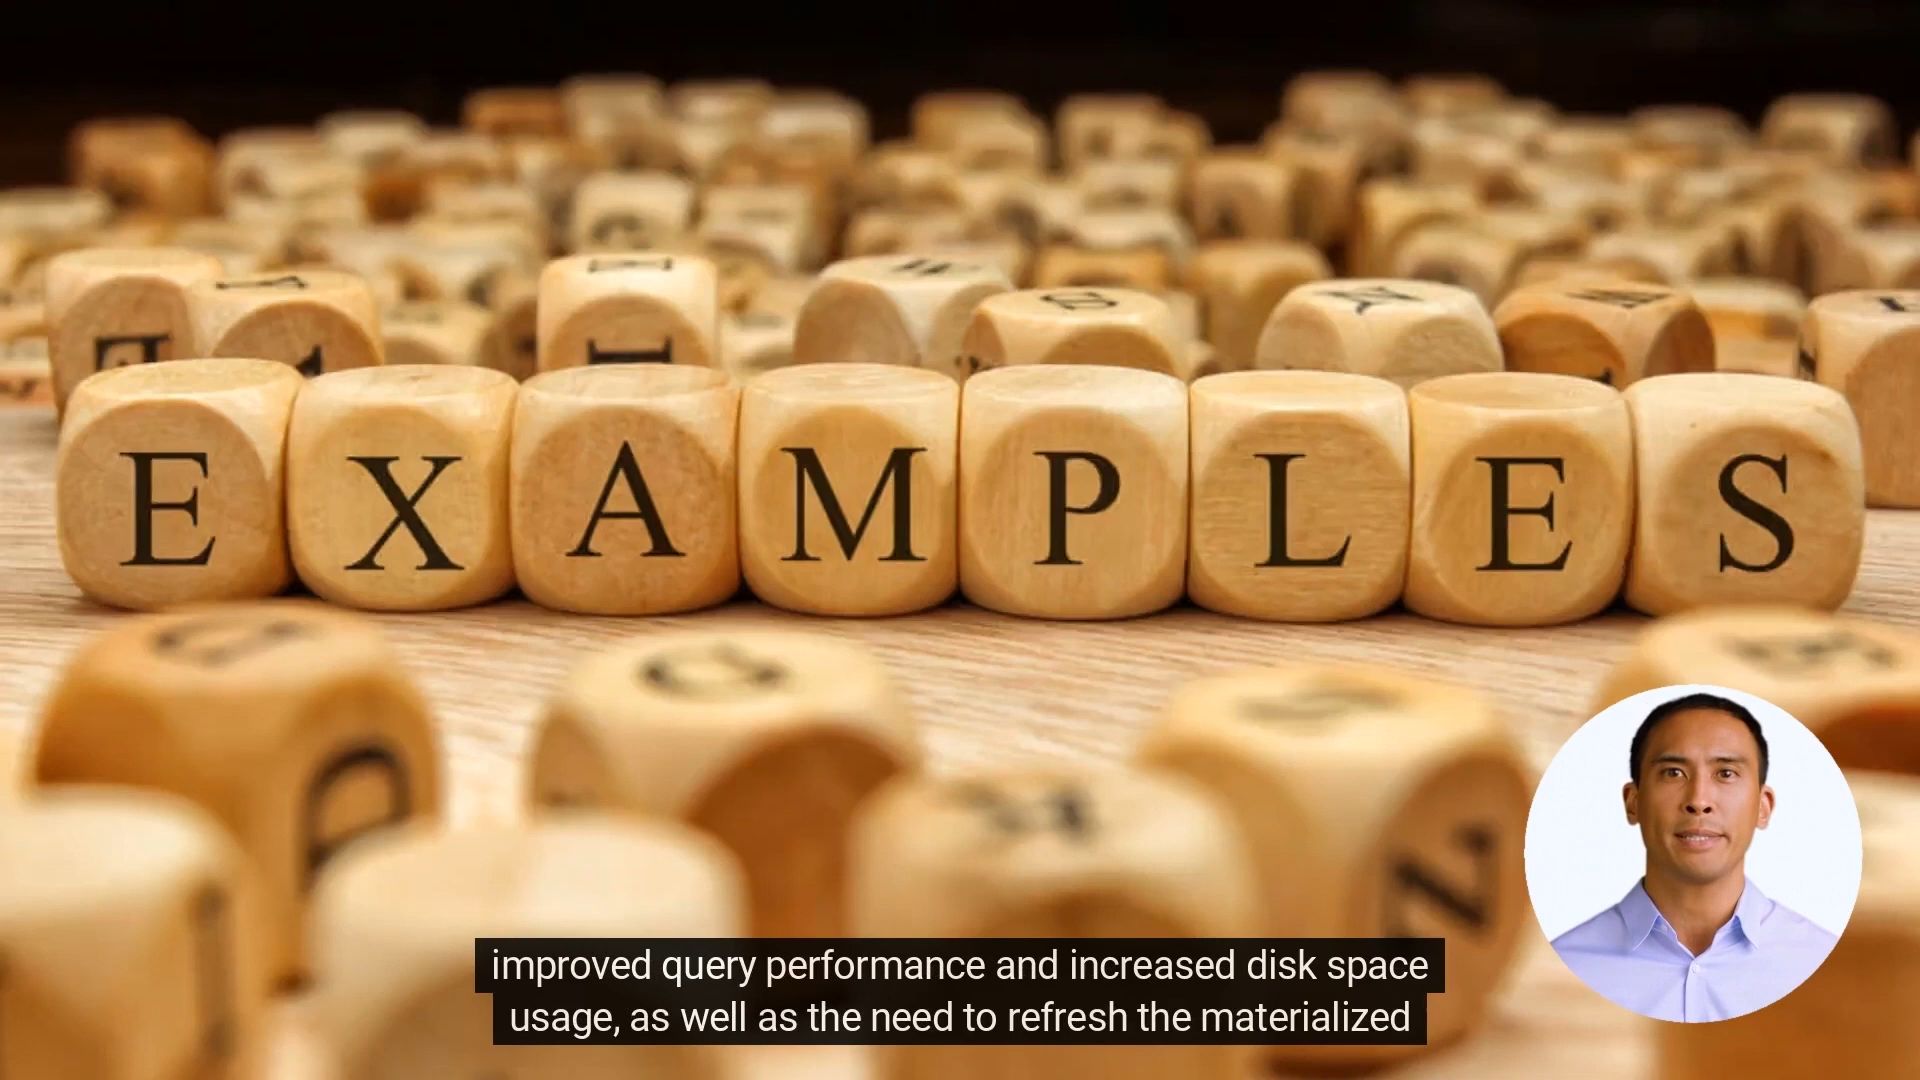 EXAMPLES
improved query performance and increased disk space
usage, as well as the need to refresh the materialized